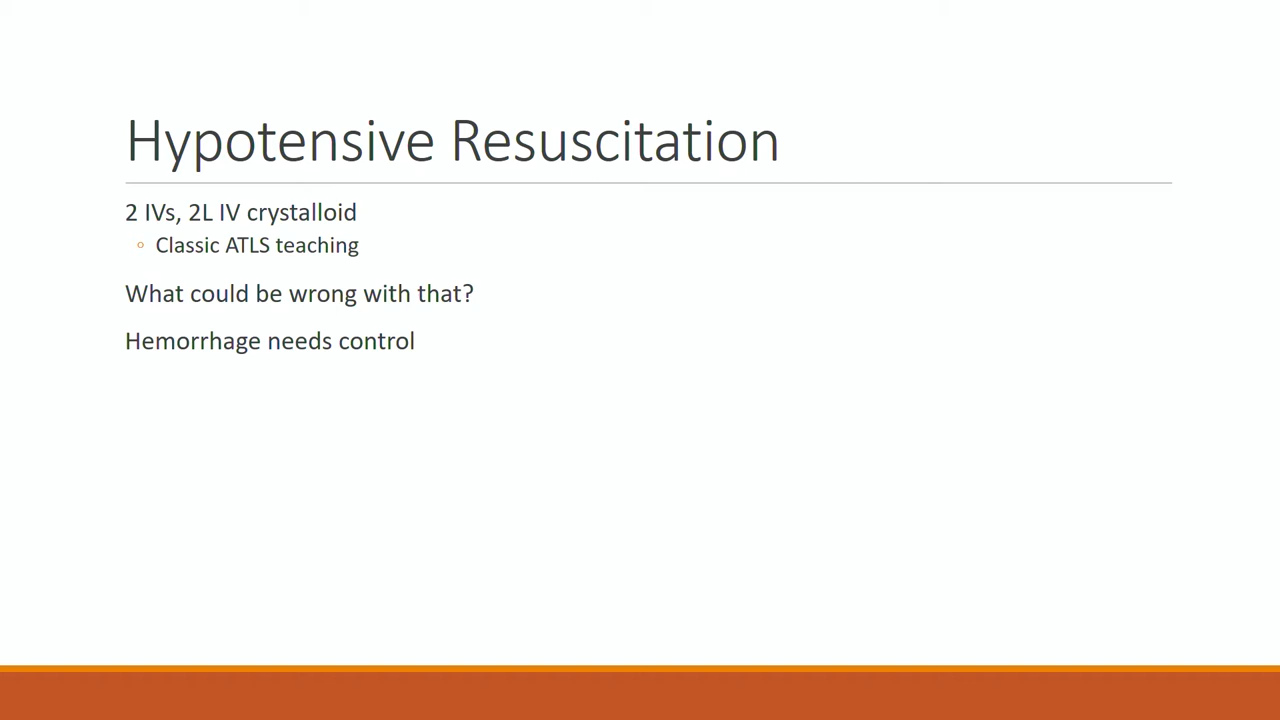 Hypotensive Resuscitation
2 IVs, 2L IV crystalloid
◦ Classic ATLS teaching
What could be wrong with that?
Hemorrhage needs control